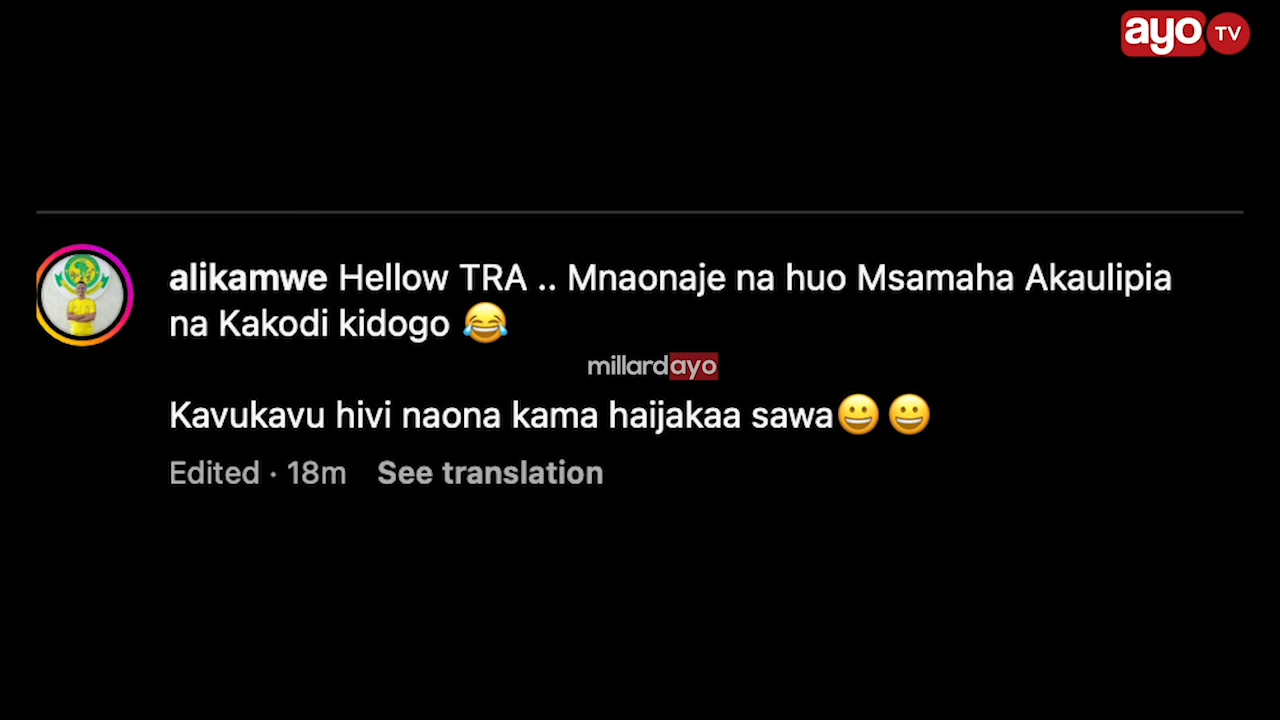 ayo TV
alikamwe Hellow TRA .. Mnaonaje na huo Msamaha Akaulipia
na Kakodi kidogo 😂
millardayo
Kavukavu hivi naona kama haijakaa sawa😀 😀
Edited · 18m See translation